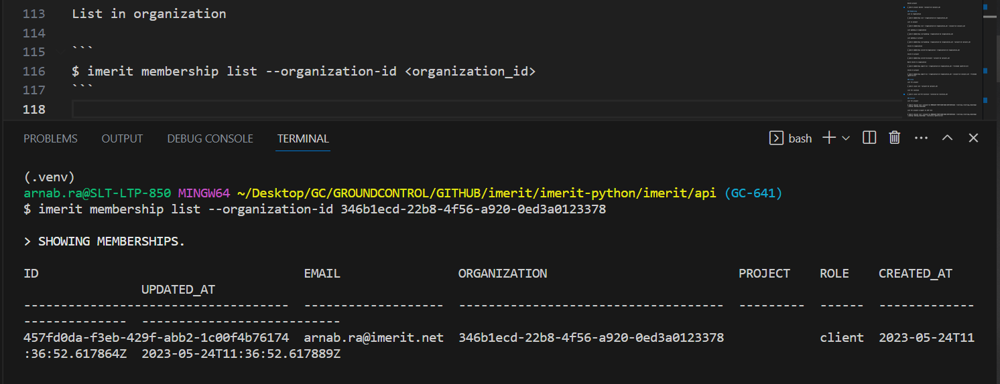 113 List in organization
114
115 ```
116 $ imerit membership list --organization-id <organization_id>
117 ```
118
PROBLEMS OUTPUT DEBUG CONSOLE TERMINAL bash
(.venv)
arnab.ra@SLT-LTP-850 MINGW64 ~/Desktop/GC/GROUNDCONTROL/GITHUB/imerit/imerit-python/imerit/api (GC-641)
$ imerit membership list --organization-id 346b1ecd-22b8-4f56-a920-0ed3a0123378
> SHOWING MEMBERSHIPS.
ID EMAIL ORGANIZATION PROJECT ROLE CREATED_AT
UPDATED_AT
------------------------------------ ------------------- ------------------------------------ --------- ------ -------------
-------------- ---------------------------
457fd0da-f3eb-429f-abb2-1c00f4b76174 arnab.ra@imerit.net 346b1ecd-22b8-4f56-a920-0ed3a0123378 client 2023-05-24T11
:36:52.617864Z 2023-05-24T11:36:52.617889Z